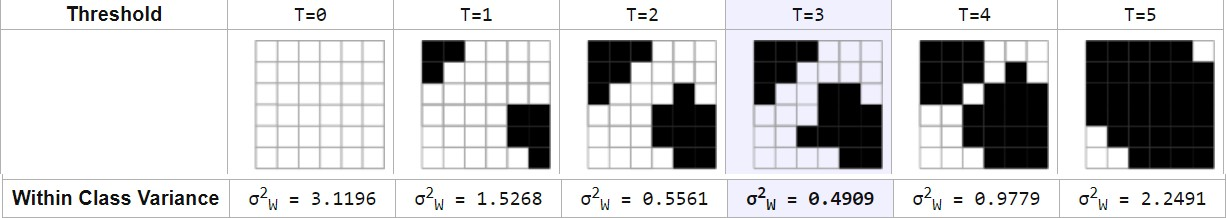 Threshold T=0 T=1 T=2 T=3 T=4 T=5
Within Class Variance σ²W = 3.1196 σ²W = 1.5268 σ²W = 0.5561 σ²W = 0.4909 σ²W = 0.9779 σ²W = 2.2491